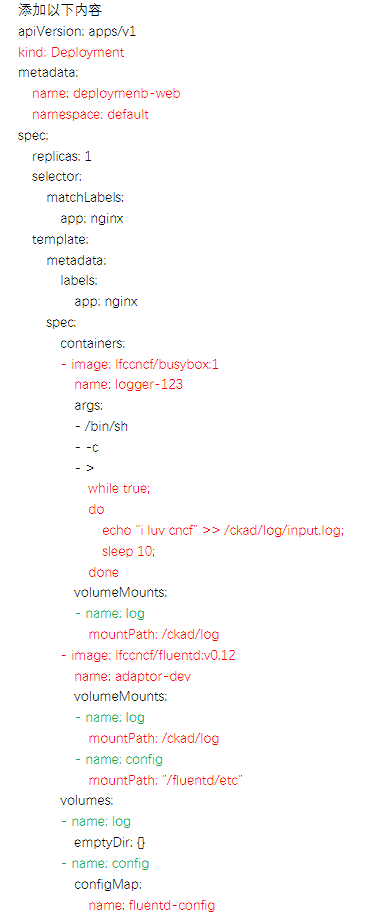 添加以下内容
apiVersion: apps/v1
kind: Deployment
metadata:
  name: deploymenb-web
  namespace: default
spec:
  replicas: 1
  selector:
    matchLabels:
      app: nginx
  template:
    metadata:
      labels:
        app: nginx
    spec:
      containers:
      - image: lfccncf/busybox:1
        name: logger-123
        args:
        - /bin/sh
        - -c
        - >
          while true;
          do
            echo "i luv cncf" >> /ckad/log/input.log;
            sleep 10;
          done
        volumeMounts:
        - name: log
          mountPath: /ckad/log
      - image: lfccncf/fluentd:v0.12
        name: adaptor-dev
        volumeMounts:
        - name: log
          mountPath: /ckad/log
        - name: config
          mountPath: "/fluentd/etc"
      volumes:
      - name: log
        emptyDir: {}
      - name: config
        configMap:
          name: fluentd-config